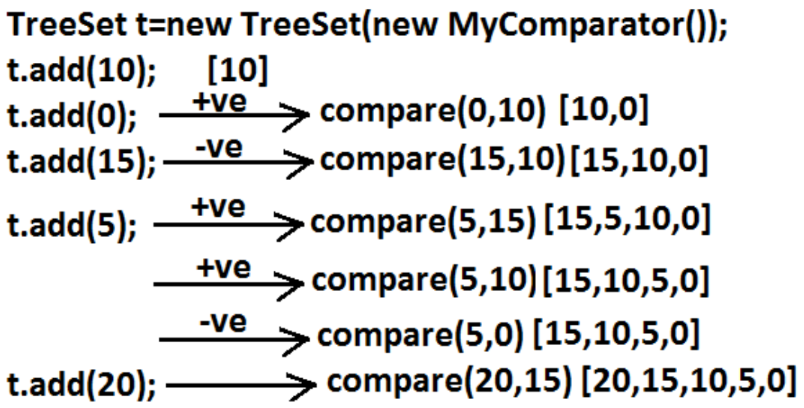 TreeSet t=new TreeSet(new MyComparator());
t.add(10); [10]
t.add(0); +ve compare(0,10) [10,0]
t.add(15); -ve compare(15,10)[15,10,0]
t.add(5); +ve compare(5,15) [15,5,10,0]
+ve compare(5,10)[15,10,5,0]
-ve compare(5,0) [15,10,5,0]
t.add(20); compare(20,15) [20,15,10,5,0]